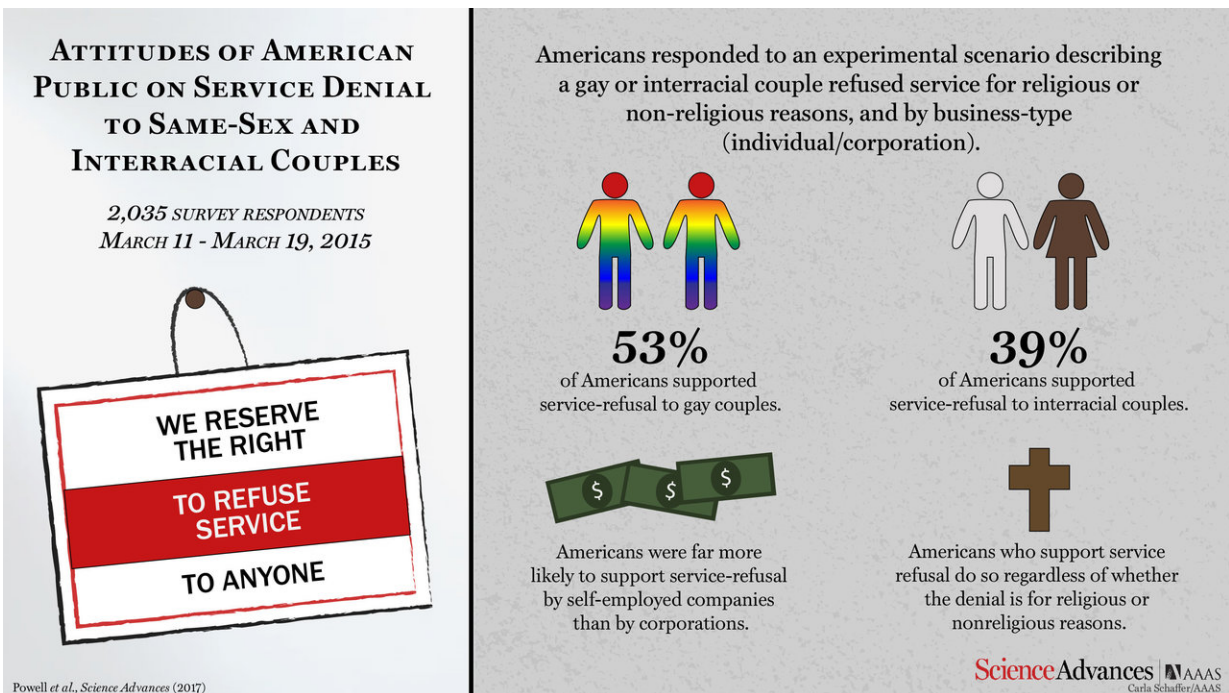 ATTITUDES OF AMERICAN
PUBLIC ON SERVICE DENIAL
TO SAME-SEX AND
INTERRACIAL COUPLES
2,035 SURVEY RESPONDENTS
MARCH 11 - MARCH 19, 2015
WE RESERVE
THE RIGHT
TO REFUSE
SERVICE
TO ANYONE
Powell et al., Science Advances (2017)
Americans responded to an experimental scenario describing
a gay or interracial couple refused service for religious or
non-religious reasons, and by business-type
(individual/corporation).
53%
of Americans supported
service-refusal to gay couples.
39%
of Americans supported
service-refusal to interracial couples.
$ $ $
Americans were far more
likely to support service-refusal
by self-employed companies
than by corporations.
Americans who support service
refusal do so regardless of whether
the denial is for religious or
nonreligious reasons.
Science Advances | AAAS
Carla Schaffer/AAAS